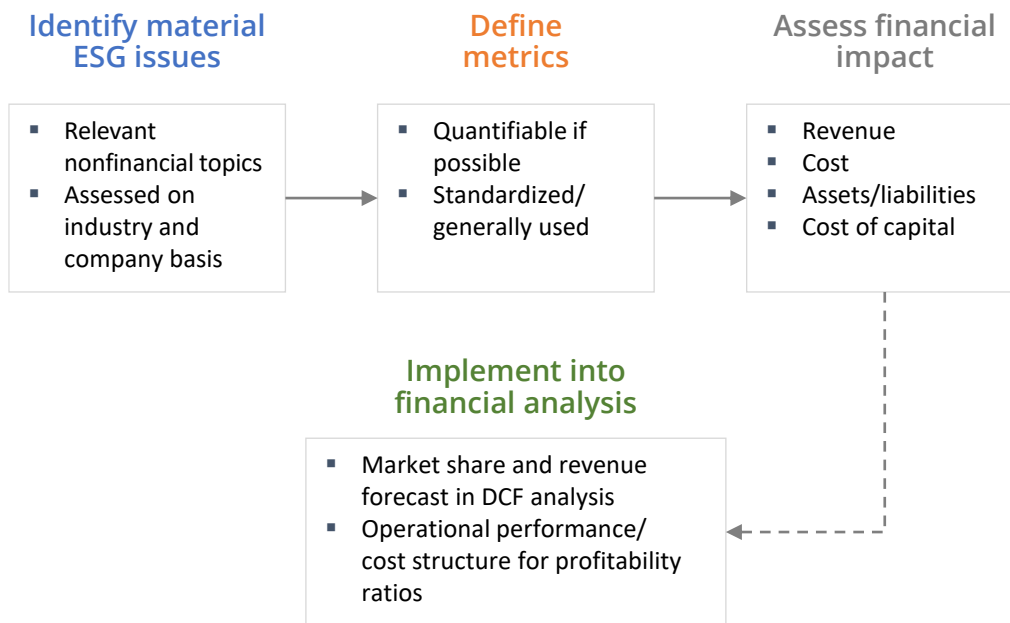 Identify material
ESG issues
▪ Relevant
nonfinancial topics
▪ Assessed on
industry and
company basis
Define
metrics
▪ Quantifiable if
possible
▪ Standardized/
generally used
Assess financial
impact
▪ Revenue
▪ Cost
▪ Assets/liabilities
▪ Cost of capital
Implement into
financial analysis
▪ Market share and revenue
forecast in DCF analysis
▪ Operational performance/
cost structure for profitability
ratios